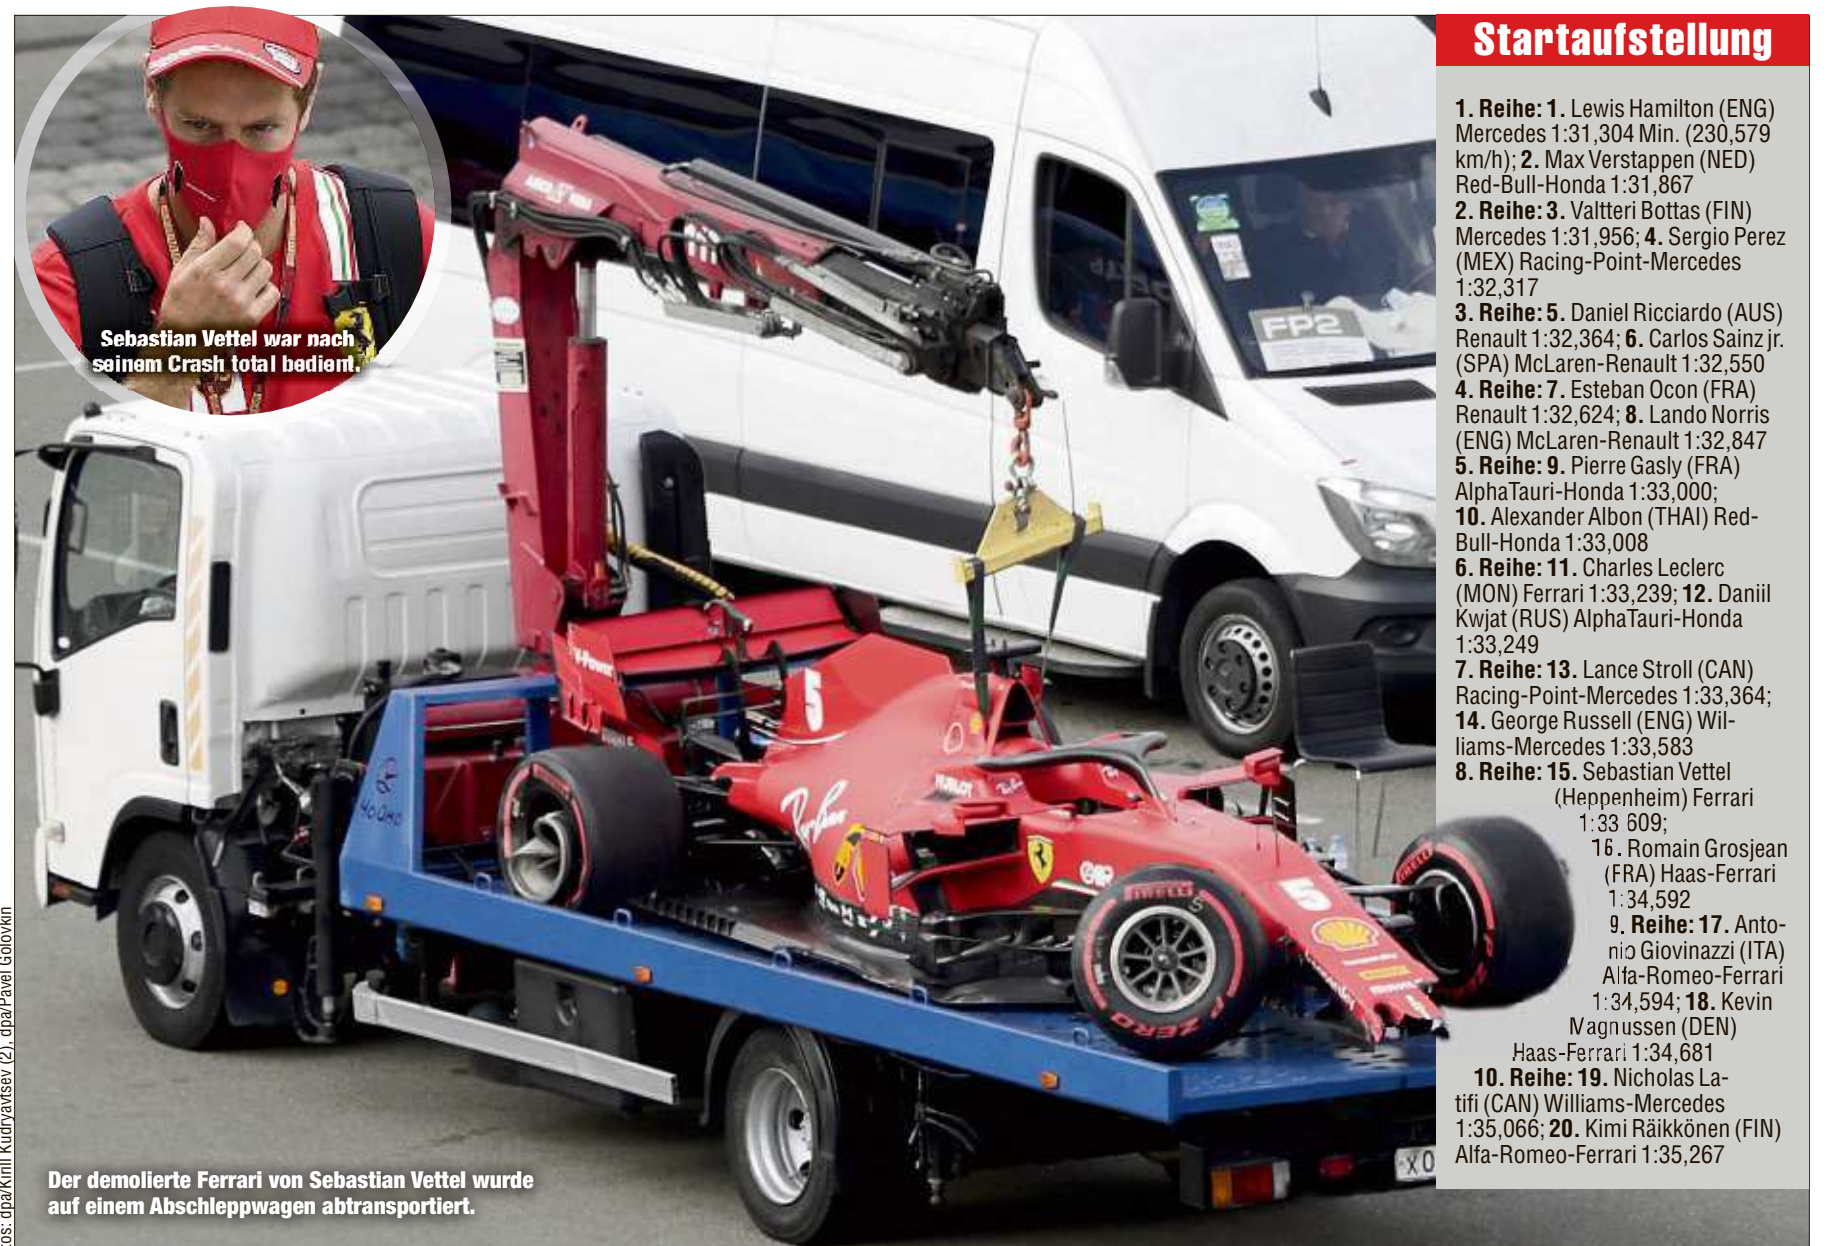 Startaufstellung
1. Reihe: 1. Lewis Hamilton (ENG)
Mercedes 1:31,304 Min. (230,579
km/h); 2. Max Verstappen (NED)
Red-Bull-Honda 1:31,867
2. Reihe: 3. Valtteri Bottas (FIN)
Mercedes 1:31,956; 4. Sergio Perez
(MEX) Racing-Point-Mercedes
1:32,317
3. Reihe: 5. Daniel Ricciardo (AUS)
Renault 1:32,364; 6. Carlos Sainz jr.
(SPA) McLaren-Renault 1:32,550
4. Reihe: 7. Esteban Ocon (FRA)
Renault 1:32,624; 8. Lando Norris
(ENG) McLaren-Renault 1:32,847
5. Reihe: 9. Pierre Gasly (FRA)
AlphaTauri-Honda 1:33,000;
10. Alexander Albon (THAI) Red-
Bull-Honda 1:33,008
6. Reihe: 11. Charles Leclerc
(MON) Ferrari 1:33,239; 12. Daniil
Kwjat (RUS) AlphaTauri-Honda
1:33,249
7. Reihe: 13. Lance Stroll (CAN)
Racing-Point-Mercedes 1:33,364;
14. George Russell (ENG) Wil-
liams-Mercedes 1:33,583
8. Reihe: 15. Sebastian Vettel
(Heppenheim) Ferrari
1:33 609;
16. Romain Grosjean
(FRA) Haas-Ferrari
1:34,592
9. Reihe: 17. Anto-
nio Giovinazzi (ITA)
Alfa-Romeo-Ferrari
1:34,594; 18. Kevin
Magnussen (DEN)
Haas-Ferrari 1:34,681
10. Reihe: 19. Nicholas La-
tifi (CAN) Williams-Mercedes
1:35,066; 20. Kimi Räikkönen (FIN)
Alfa-Romeo-Ferrari 1:35,267
Sebastian Vettel war nach
seinem Crash total bedient.
FP2
V-Power
5
Ray-Ban
HUBLOT
Ray-Ban
PIRELLI
5
P ZERO
5
PIRELLI
P ZERO
XO
Der demolierte Ferrari von Sebastian Vettel wurde
auf einem Abschleppwagen abtransportiert.
dpa/Kirill Kudryavtsev (2), dpa/Pavel Golovkin